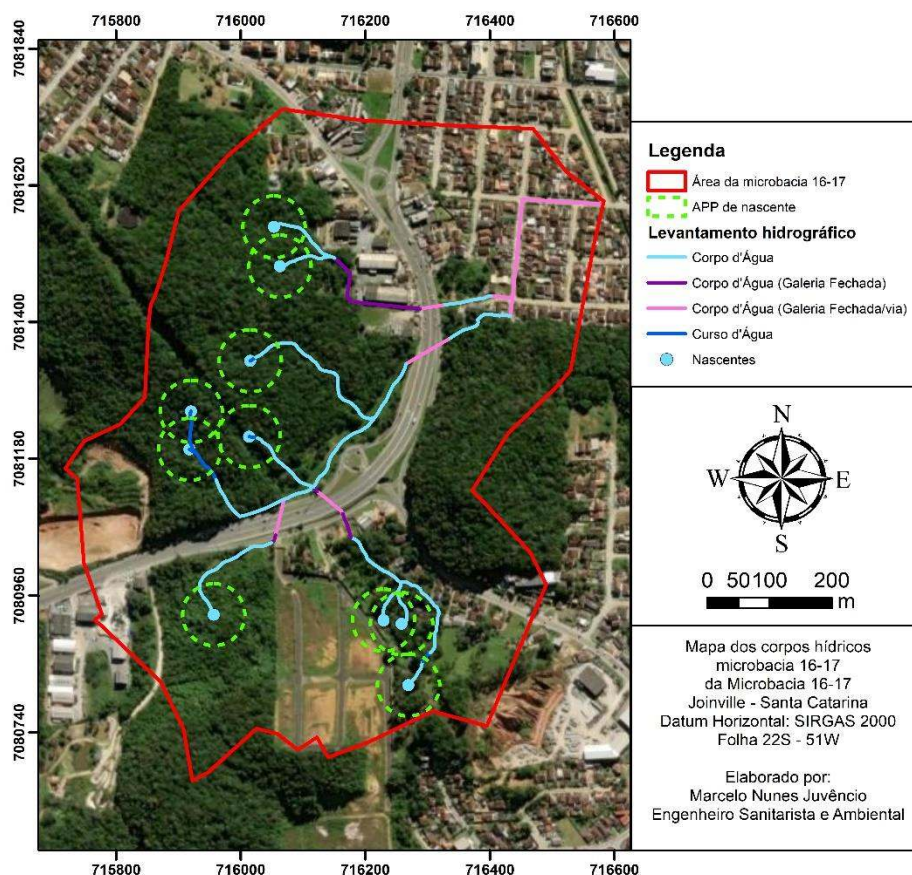 715800 716000 716200 716400 716600
7081840
7081620
7081400
7081180
7080960
7080740
715800 716000 716200 716400 716600
Legenda
Área da microbacia 16-17
APP de nascente
Levantamento hidrográfico
Corpo d'Água
Corpo d'Água (Galeria Fechada)
Corpo d'Água (Galeria Fechada/via)
Curso d'Água
Nascentes
N
W E
S
0 50100 200
m
Mapa dos corpos hídricos
microbacia 16-17
da Microbacia 16-17
Joinville - Santa Catarina
Datum Horizontal: SIRGAS 2000
Folha 22S - 51W
Elaborado por:
Marcelo Nunes Juvêncio
Engenheiro Sanitarista e Ambiental